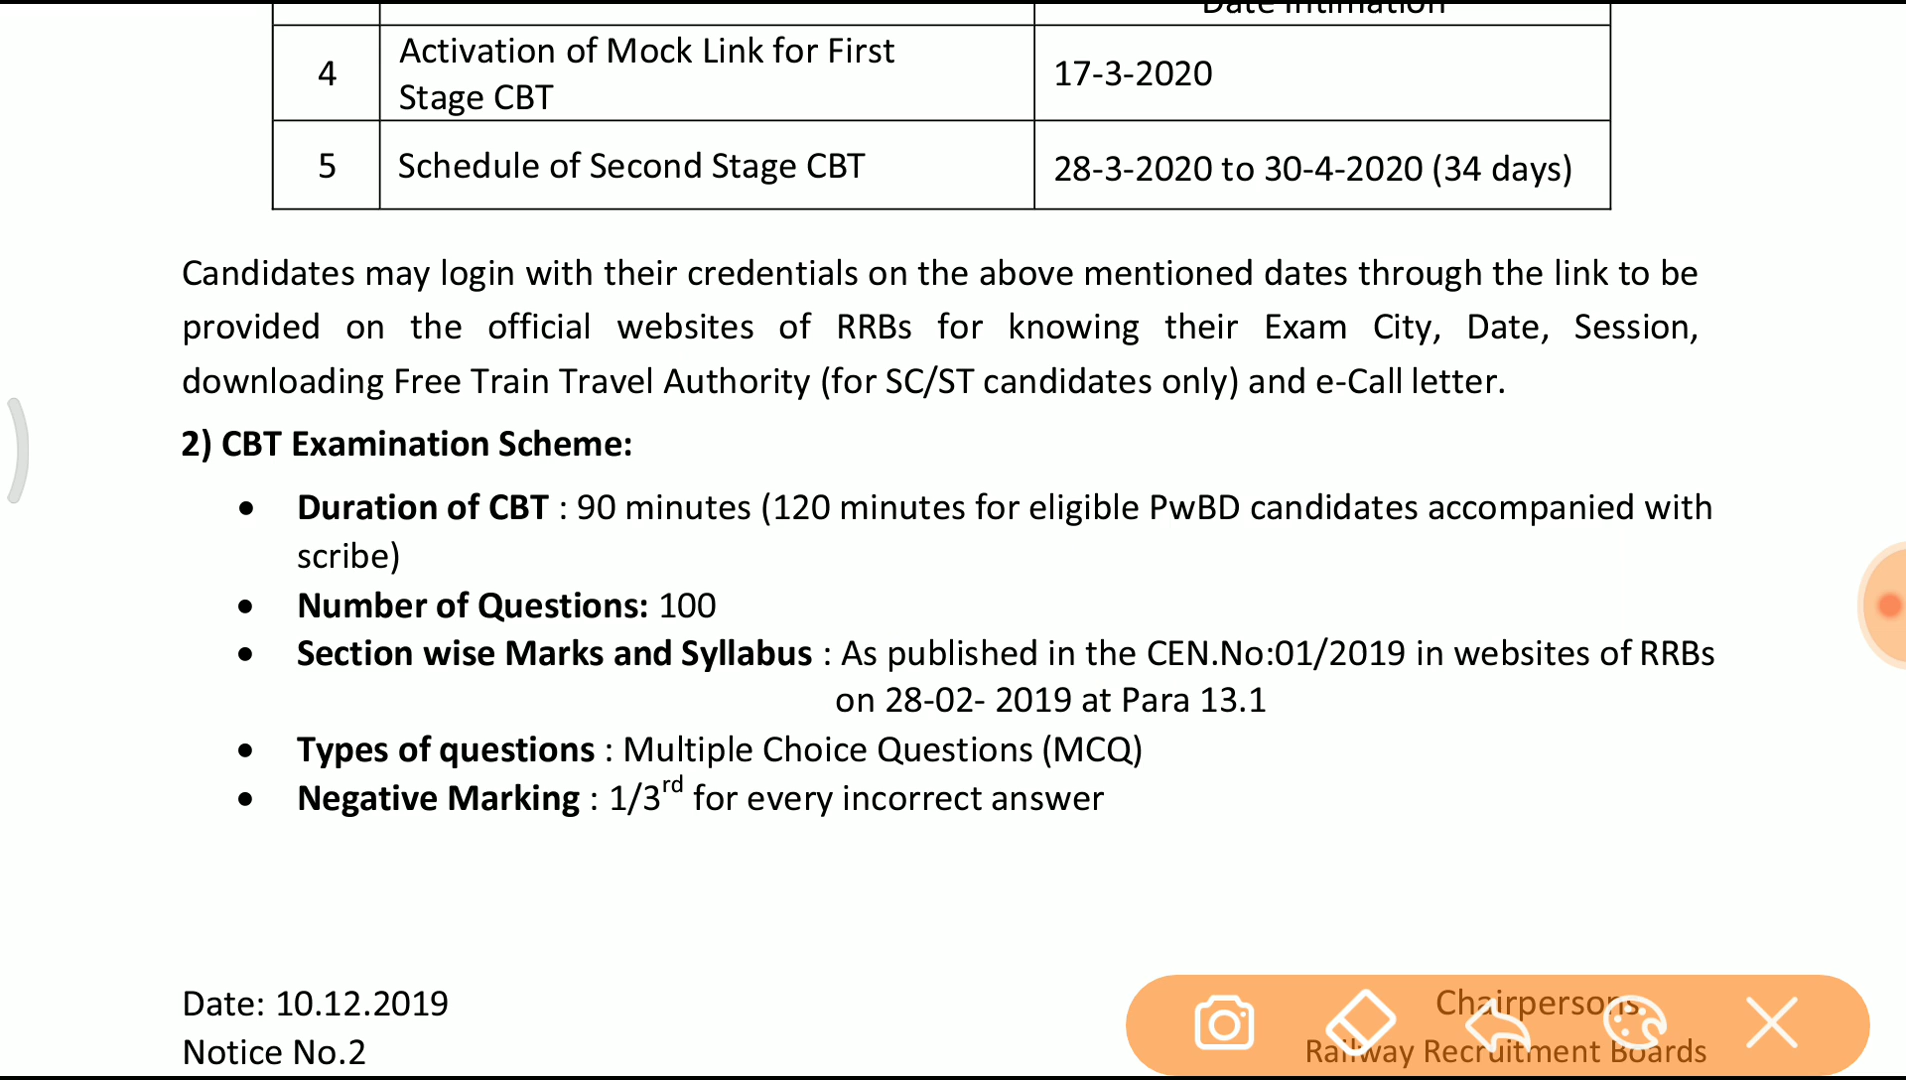 Date Intimation
4
Activation of Mock Link for First
Stage CBT
17-3-2020
5
Schedule of Second Stage CBT
28-3-2020 to 30-4-2020 (34 days)
Candidates may login with their credentials on the above mentioned dates through the link to be
provided on the official websites of RRBs for knowing their Exam City, Date, Session,
downloading Free Train Travel Authority (for SC/ST candidates only) and e-Call letter.
2) CBT Examination Scheme:
• Duration of CBT : 90 minutes (120 minutes for eligible PwBD candidates accompanied with
scribe)
• Number of Questions: 100
• Section wise Marks and Syllabus : As published in the CEN.No:01/2019 in websites of RRBs
on 28-02- 2019 at Para 13.1
• Types of questions : Multiple Choice Questions (MCQ)
• Negative Marking : 1/3rd for every incorrect answer
Date: 10.12.2019
Chairpersons
Notice No.2
Railway Recruitment Boards